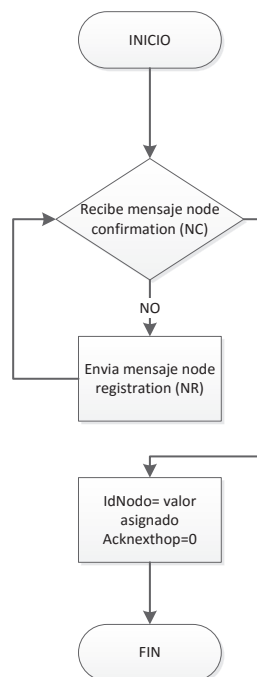 INICIO
Recibe mensaje node
confirmation (NC)
NO
Envia mensaje node
registration (NR)
IdNodo= valor
asignado
Acknexthop=0
FIN